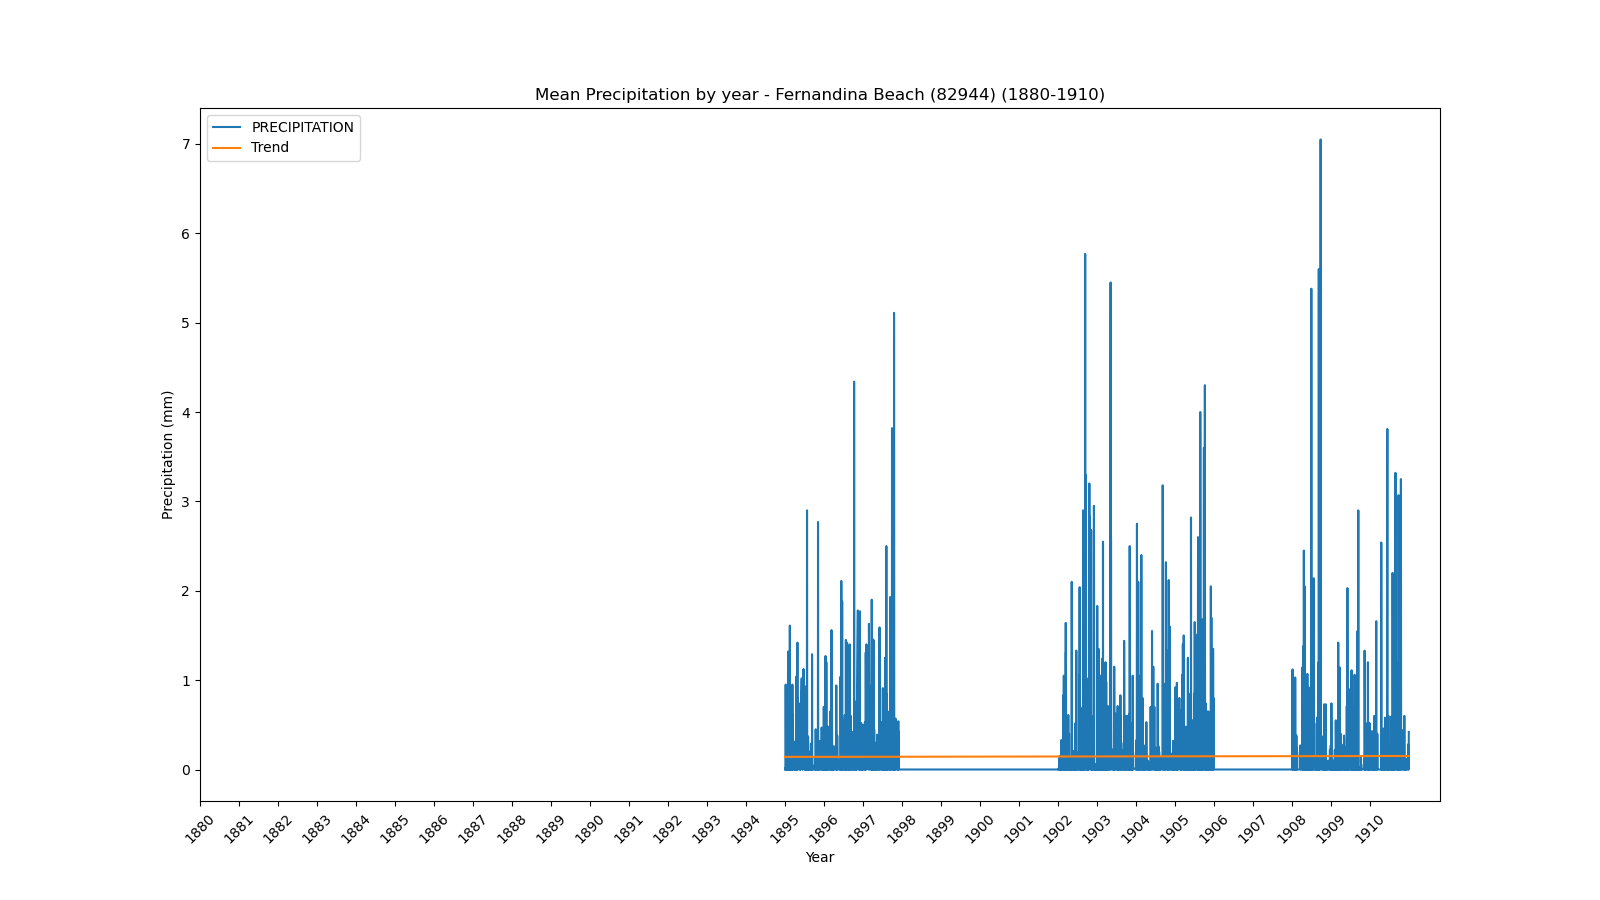 Mean Precipitation by year - Fernandina Beach (82944) (1880-1910)
PRECIPITATION
Trend
7
6
5
4
3
2
1
0
Precipitation (mm)
1880 1881 1882 1883 1884 1885 1886 1887 1888 1889 1890 1891 1892 1893 1894 1895 1896 1897 1898 1899 1900 1901 1902 1903 1904 1905 1906 1907 1908 1909 1910
Year